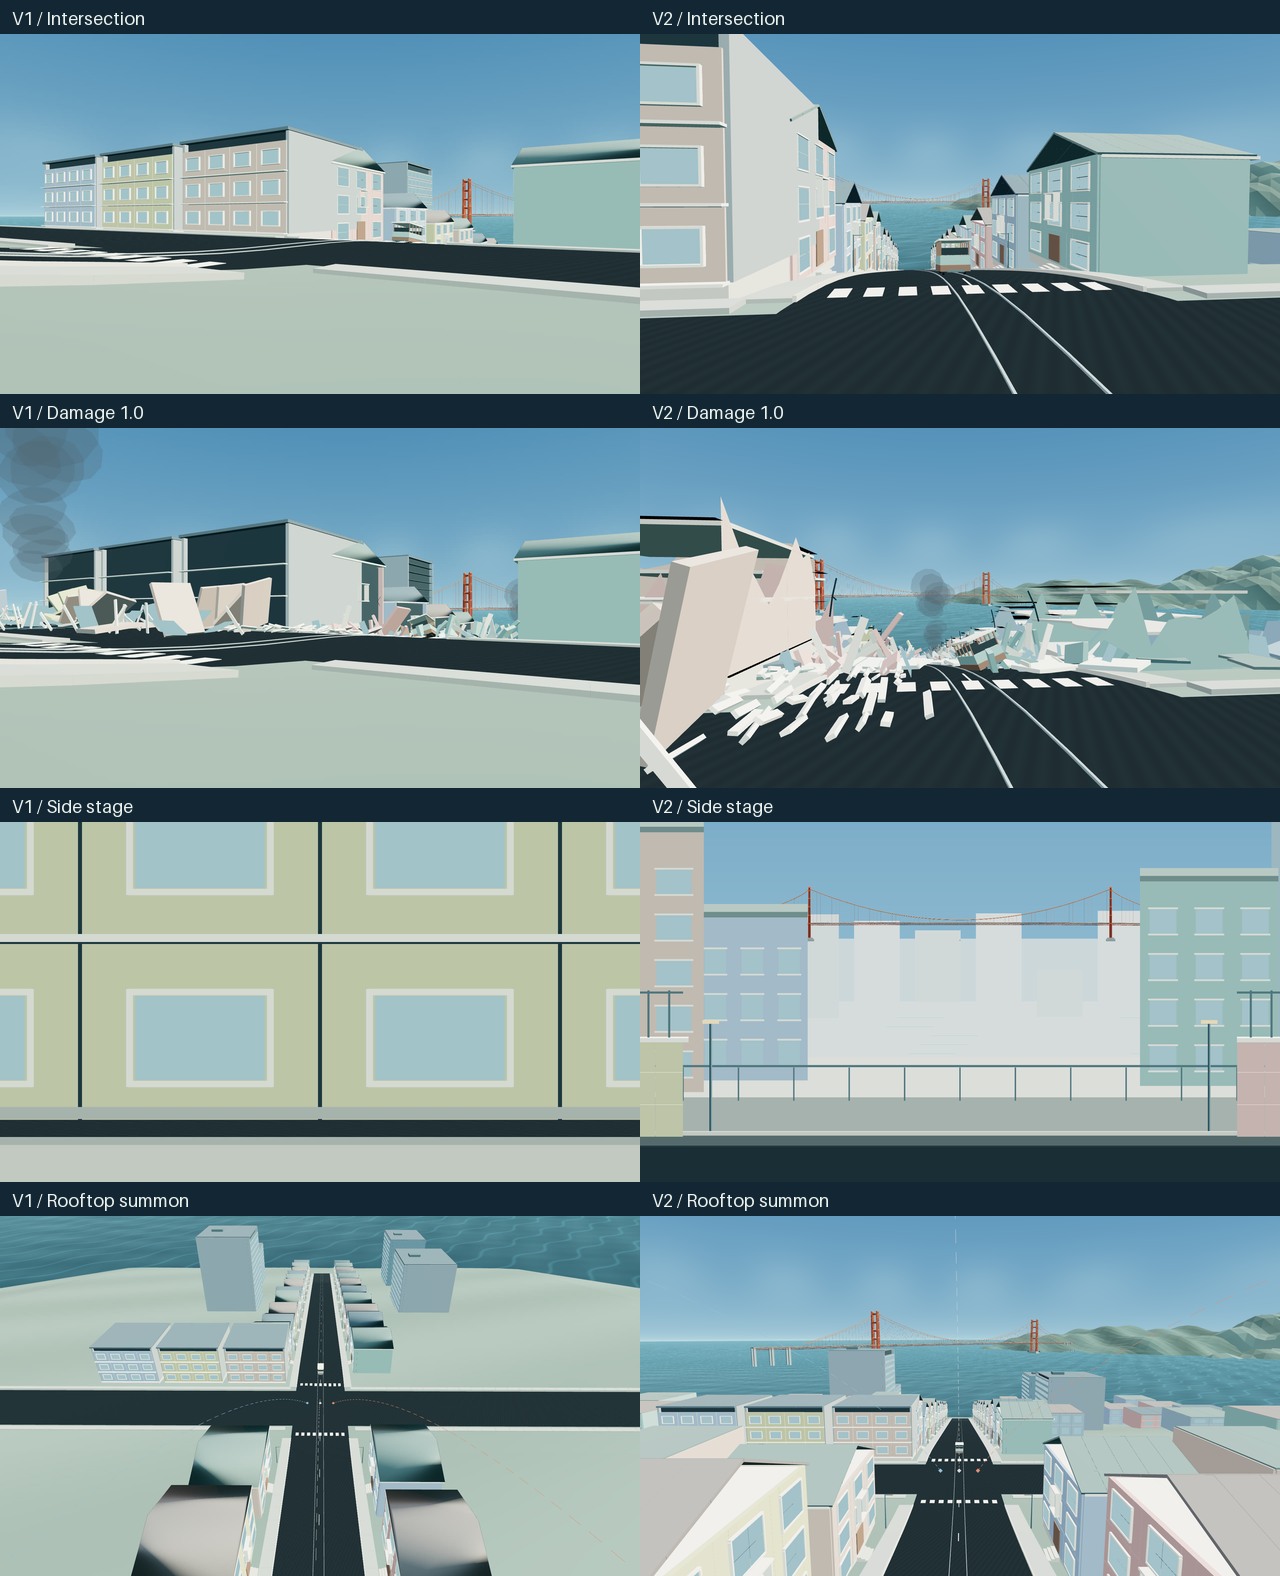 V1 / Intersection
V2 / Intersection
V1 / Damage 1.0
V2 / Damage 1.0
V1 / Side stage
V2 / Side stage
V1 / Rooftop summon
V2 / Rooftop summon